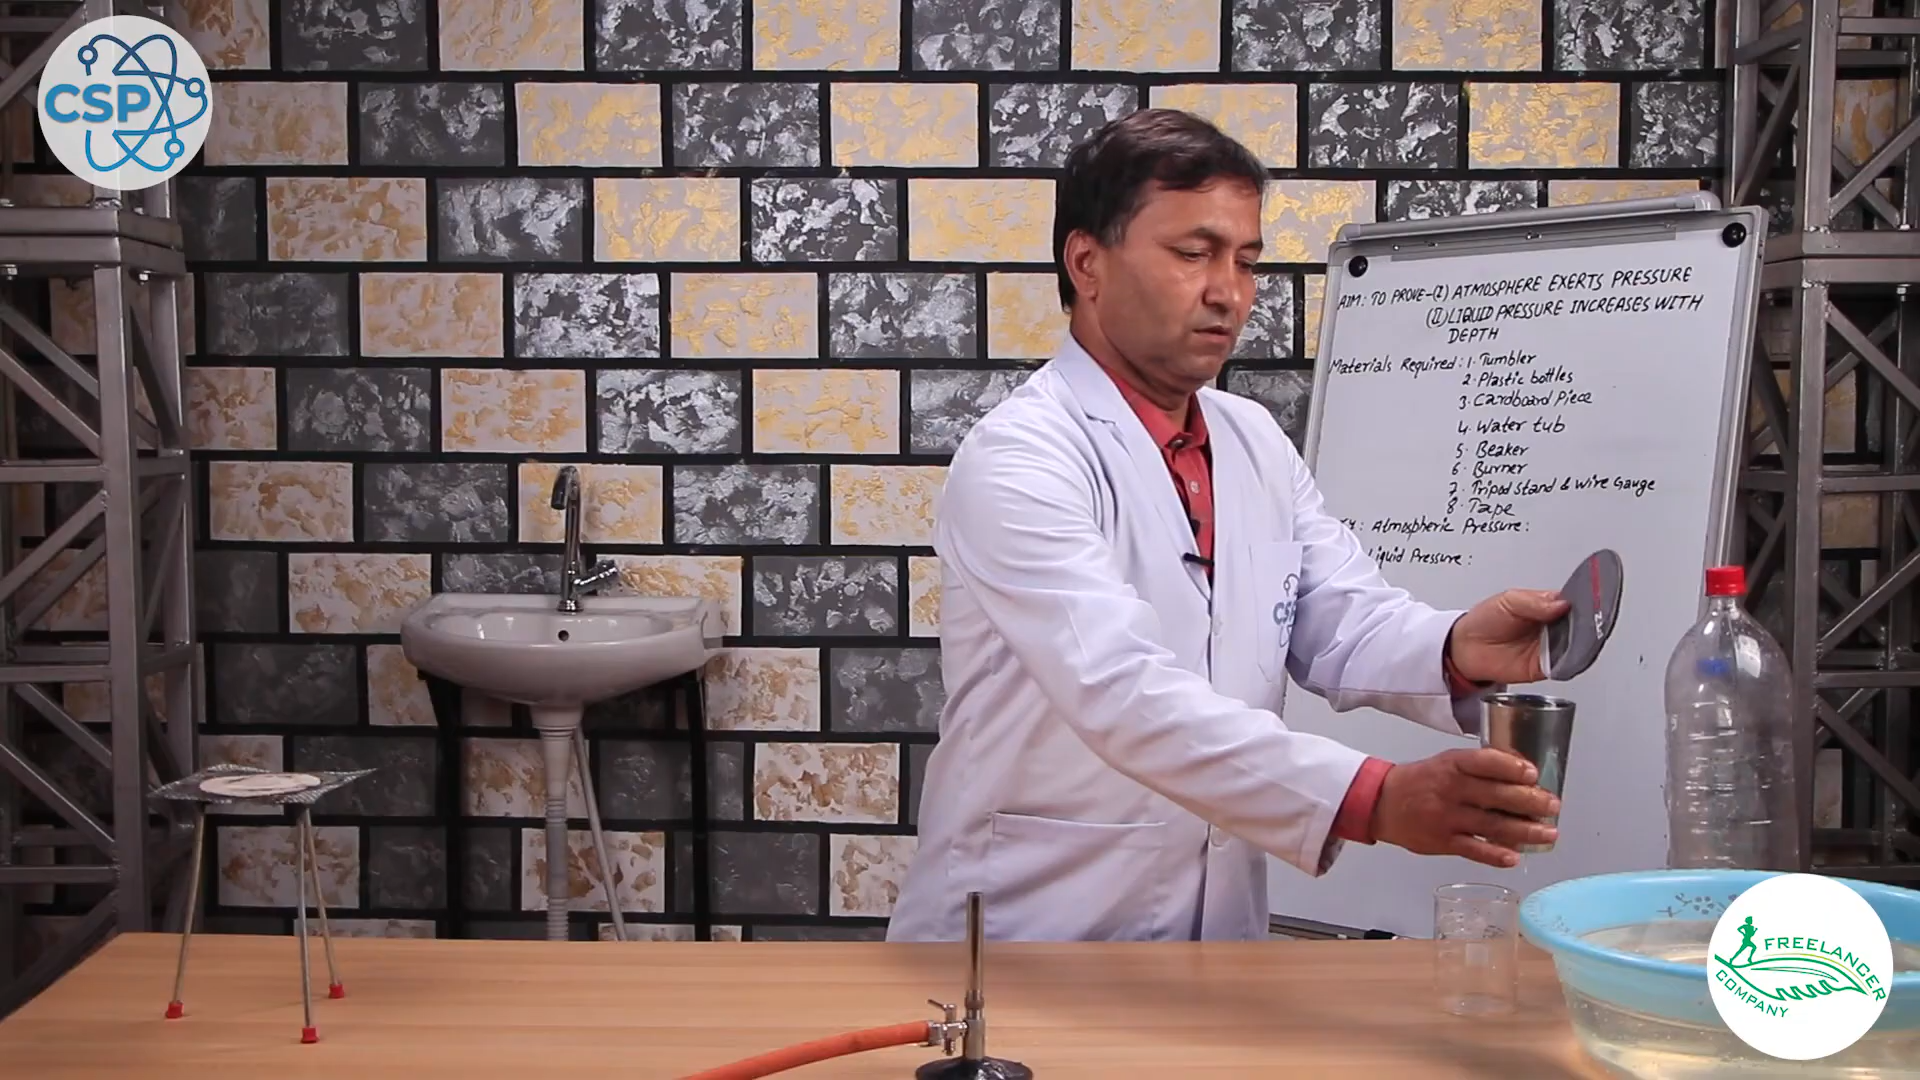 CSP
AIM: TO PROVE-(I) ATMOSPHERE EXERTS PRESSURE
(II) LIQUID PRESSURE INCREASES WITH
DEPTH
Materials Required: 1. Tumbler
2. Plastic bottles
3. Cardboard Piece
4. Water tub
5. Beaker
6. Burner
7. Tripod Stand & Wire Gauge
8. Tape
: Atmospheric Pressure:
Liquid Pressure:
CSP
FREELANCER
COMPANY